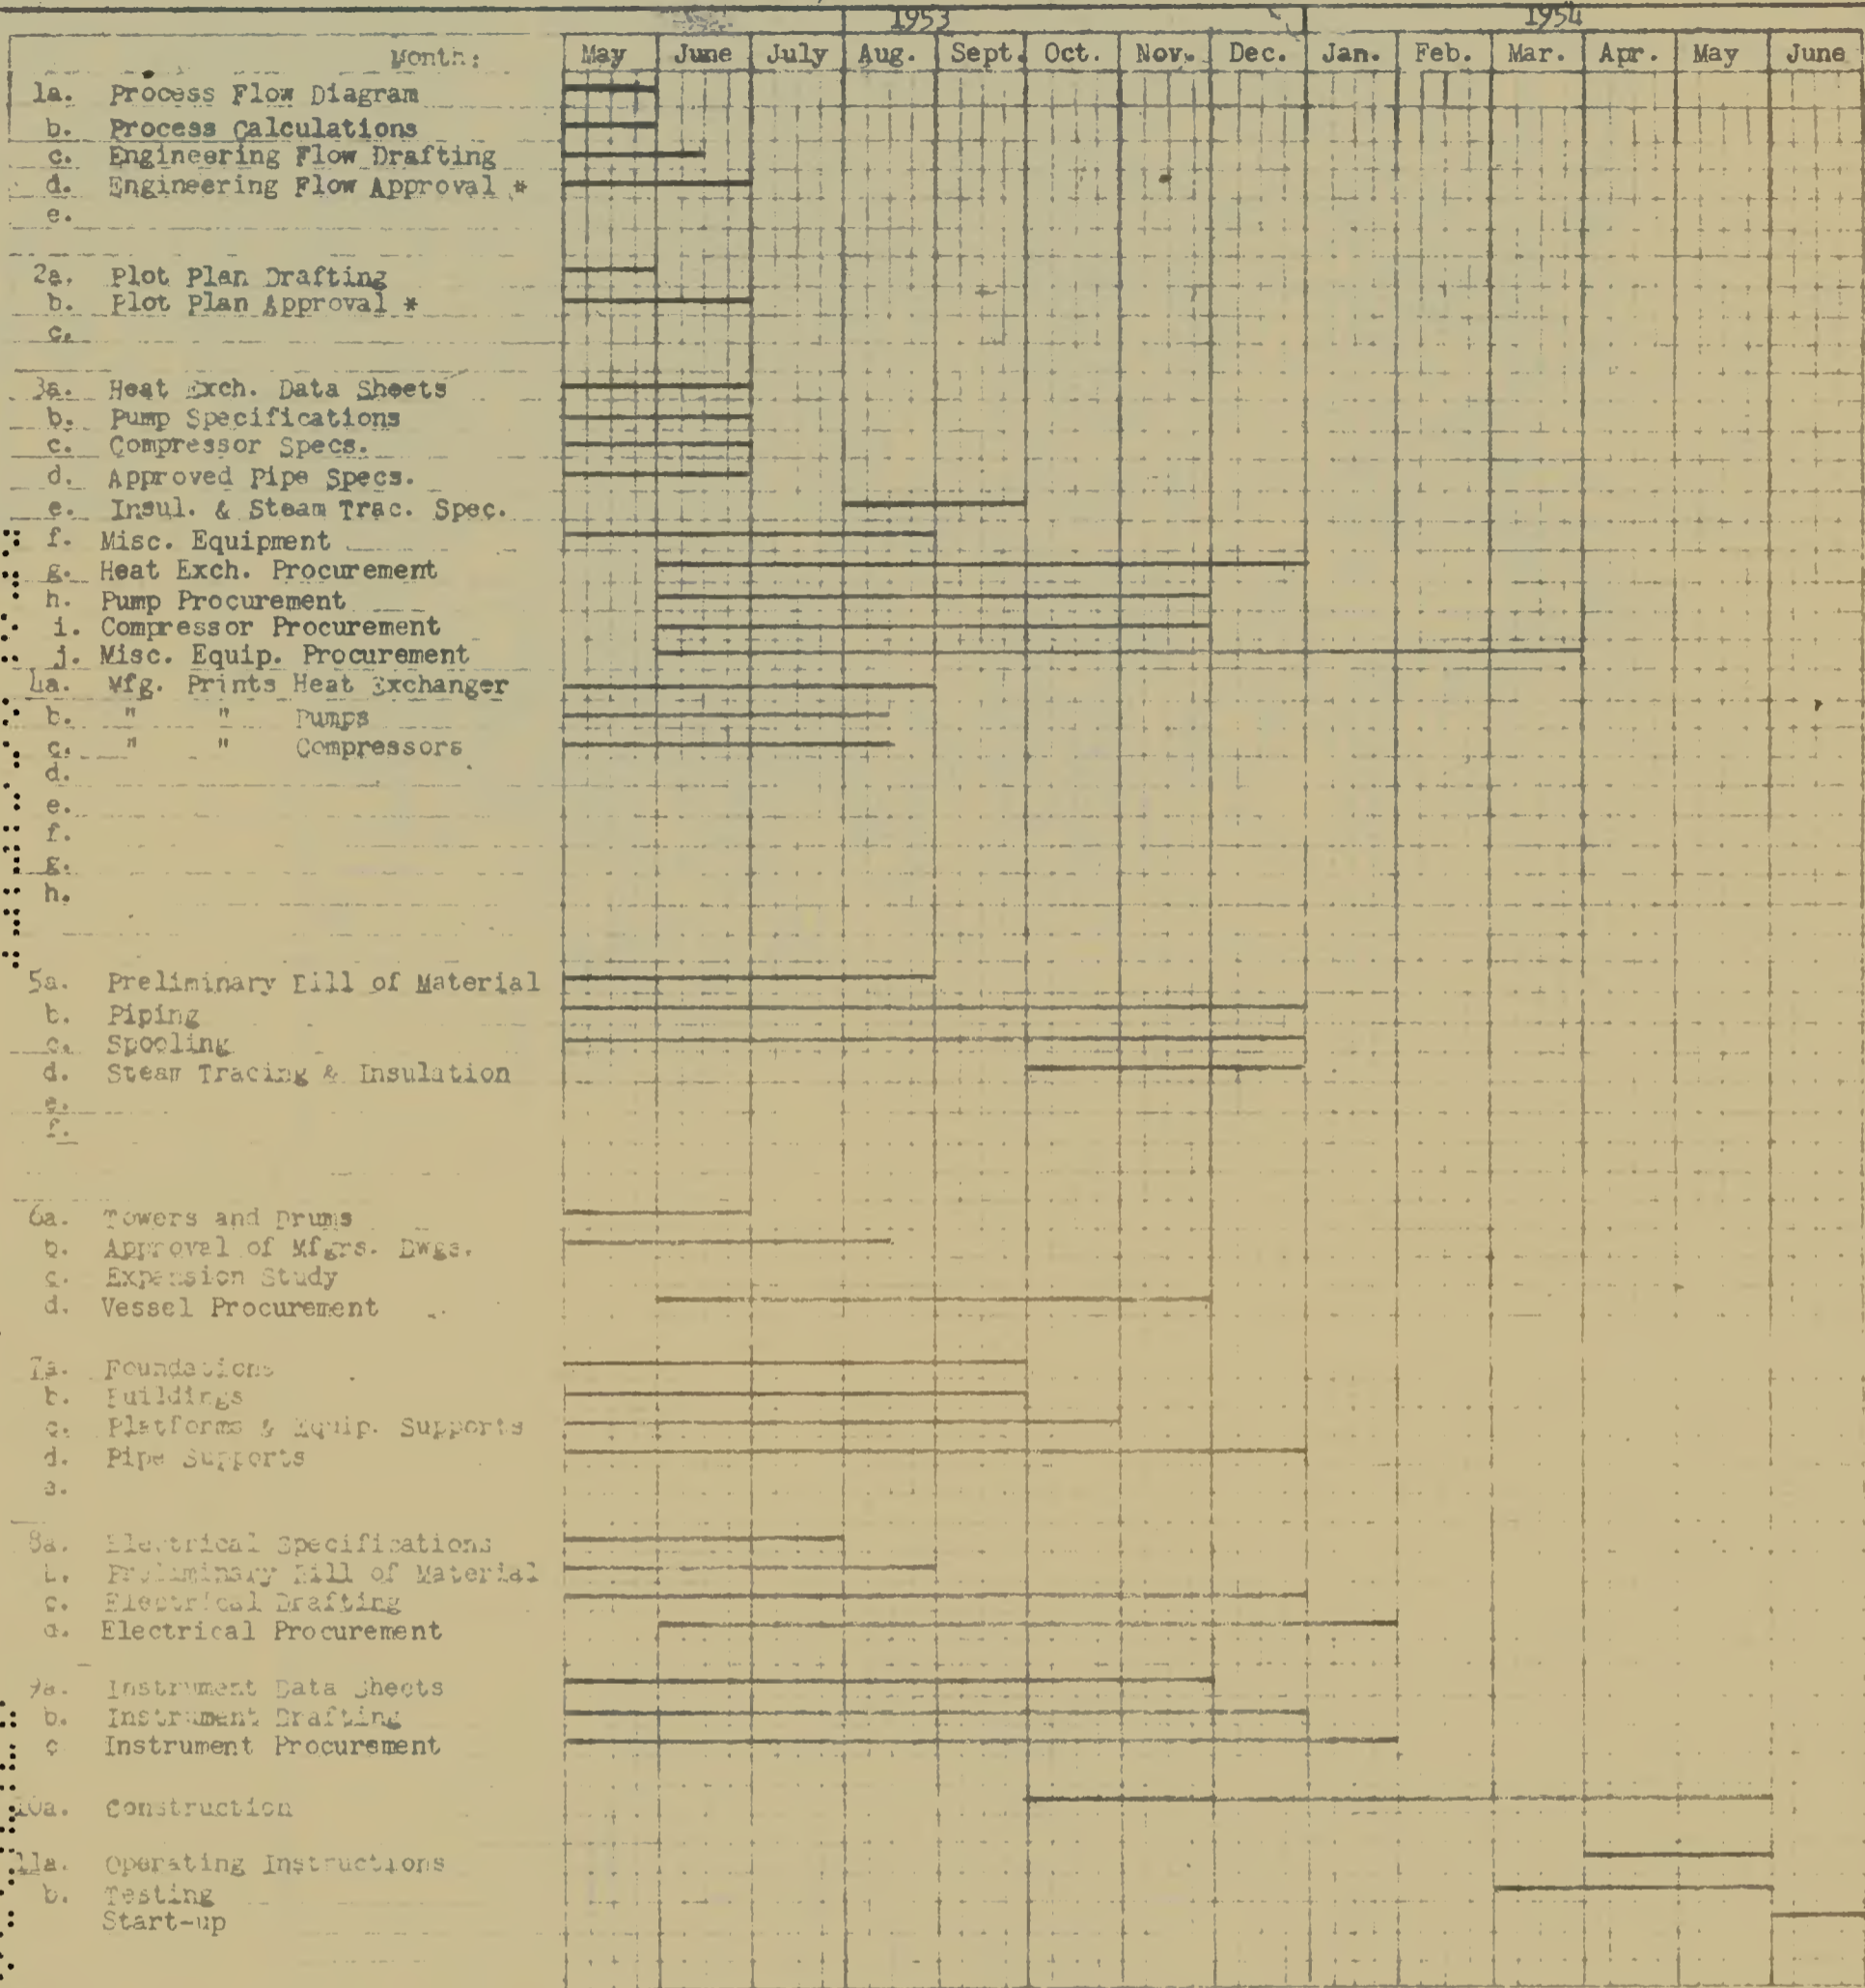 1953 1954
Month: May June July Aug. Sept. Oct. Nov. Dec. Jan. Feb. Mar. Apr. May June
1a. Process Flow Diagram
b. Process Calculations
c. Engineering Flow Drafting
d. Engineering Flow Approval *
e.
2a. Plot Plan Drafting
b. Plot Plan Approval *
c.
3a. Heat Exch. Data Sheets
b. Pump Specifications
c. Compressor Specs.
d. Approved Pipe Specs.
e. Insul. & Steam Trac. Spec.
f. Misc. Equipment
g. Heat Exch. Procurement
h. Pump Procurement
i. Compressor Procurement
j. Misc. Equip. Procurement
4a. Mfg. Prints Heat Exchanger
b. " " Pumps
c. " " Compressors
d.
e.
f.
g.
h.
5a. Preliminary Bill of Material
b. Piping
c. Spooling
d. Steam Tracing & Insulation
e.
f.
6a. Towers and Drums
b. Approval of Mfgrs. Dwgs.
c. Expansion Study
d. Vessel Procurement
7a. Foundations
b. Buildings
c. Platforms & Equip. Supports
d. Pipe Supports
e.
8a. Electrical Specifications
b. Preliminary Bill of Material
c. Electrical Drafting
d. Electrical Procurement
9a. Instrument Data Sheets
b. Instrument Drafting
c Instrument Procurement
10a. Construction
11a. Operating Instructions
b. Testing
Start-up